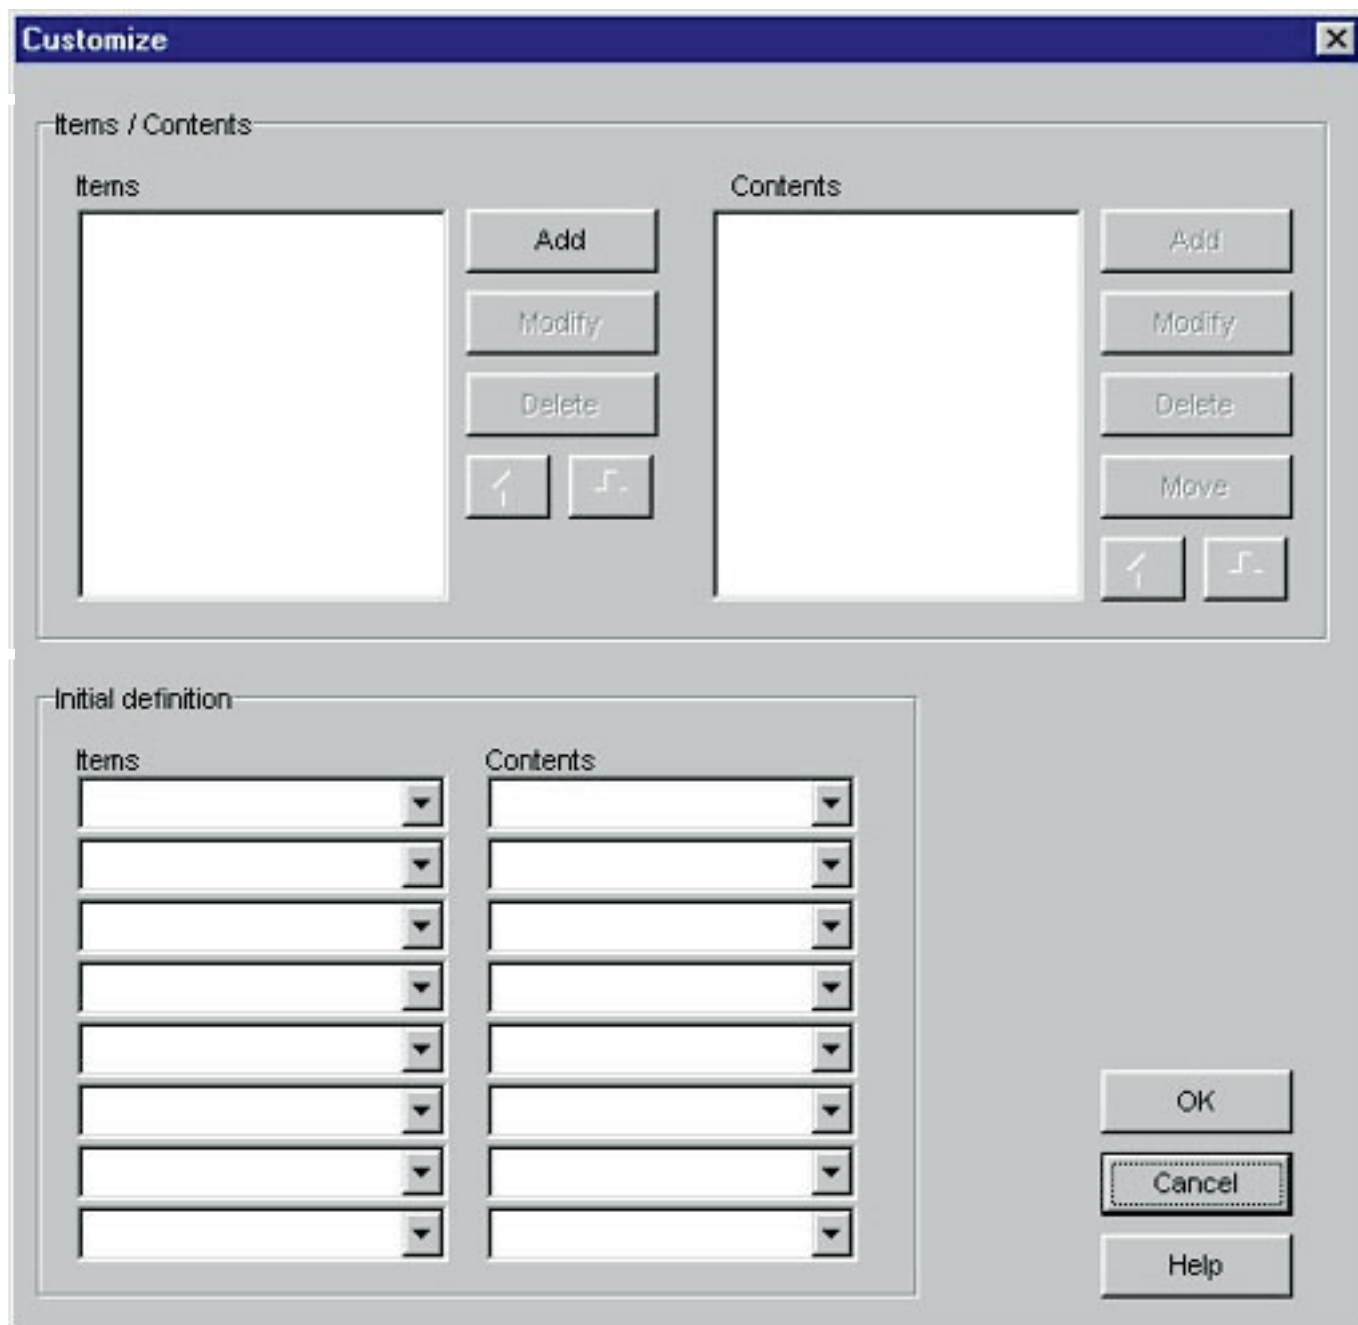 Customize
Items / Contents
Items
Contents
Add
Modify
Delete
Add
Modify
Delete
Move
Initial definition
Items
Contents
OK
Cancel
Help